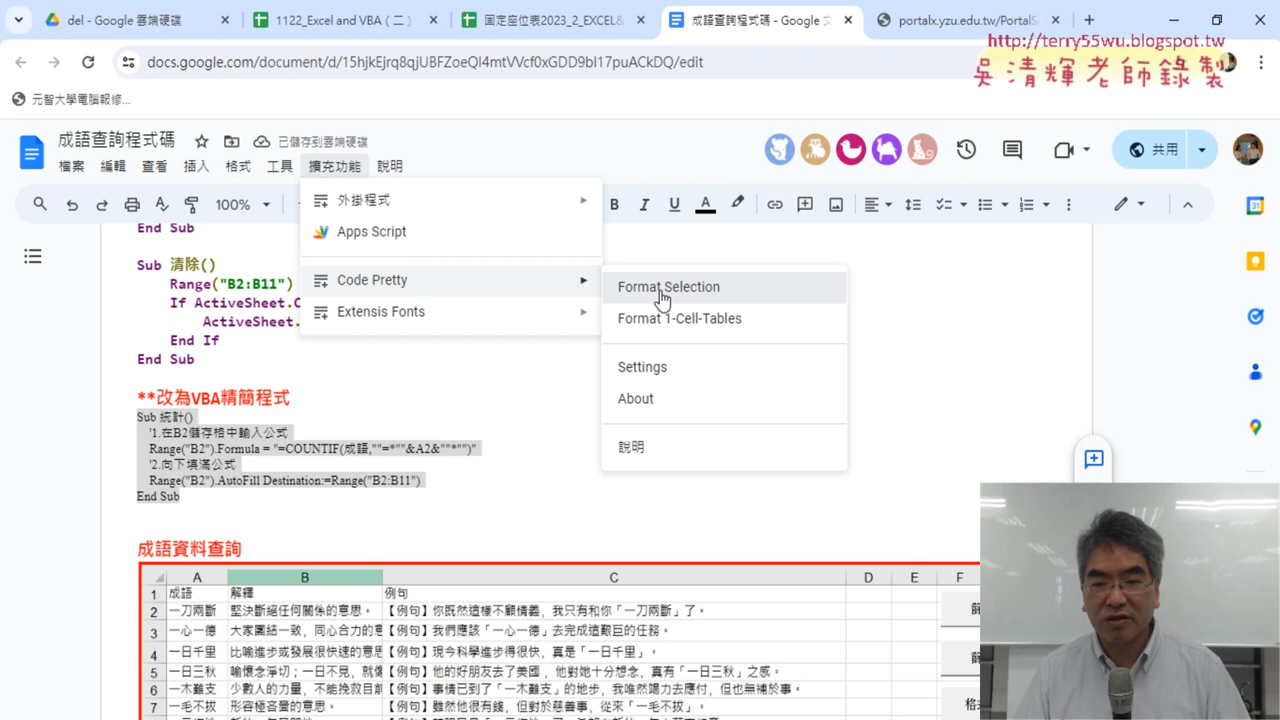 del - Google 雲端硬碟
1122_Excel and VBA（二）
固定座位表2023_2_EXCEL&
成語查詢程式碼 - Google 文
portalx.yzu.edu.tw/PortalS
http://terry55wu.blogspot.tw
吳清輝老師錄製
docs.google.com/document/d/15hjkEjrq8qjUBFZoeQl4mtVVcf0xGDD9bI17puACkDQ/edit
元智大學電腦報修...
成語查詢程式碼
已儲存到雲端硬碟
檔案 編輯 查看 插入 格式 工具 擴充功能 說明
共用
100%
B I U A
外掛程式
Apps Script
Code Pretty
Extensis Fonts
Format Selection
Format 1-Cell-Tables
Settings
About
說明
End Sub
Sub 清除()
Range("B2:B11")
If ActiveSheet.
ActiveSheet.
End If
End Sub
**改為VBA精簡程式
Sub 統計()
'1.在B2儲存格中輸入公式
Range("B2").Formula = "=COUNTIF(成語,""=*""&A2&""*"")"
'2.向下填滿公式
Range("B2").AutoFill Destination:=Range("B2:B11")
End Sub
成語資料查詢
A B C D E F
1 成語 解釋 例句
2 一刀兩斷 堅決斷絕任何關係的意思。 【例句】你既然這樣不顧情義，我只有和你「一刀兩斷」了。
3 一心一德 大家團結一致，同心合力的意 【例句】我們應該「一心一德」去完成這艱巨的任務。
4 一日千里 比喻進步或發展很快速的意思 【例句】現今科學進步得很快，真是「一日千里」。
5 一日三秋 喻懷念淨切；一日不見，就像 【例句】他的好朋友去了美國，他對她十分想念，真有「一日三秋」之感。
6 一木難支 少數人的力量，不能挽救目前 【例句】事情已到了「一木難支」的地步，我唯然竭力去應付，但也無補於事。
7 一毛不拔 形容極吝嗇的意思。 【例句】雖然他很有錢，但對於慈善事，從來「一毛不拔」。